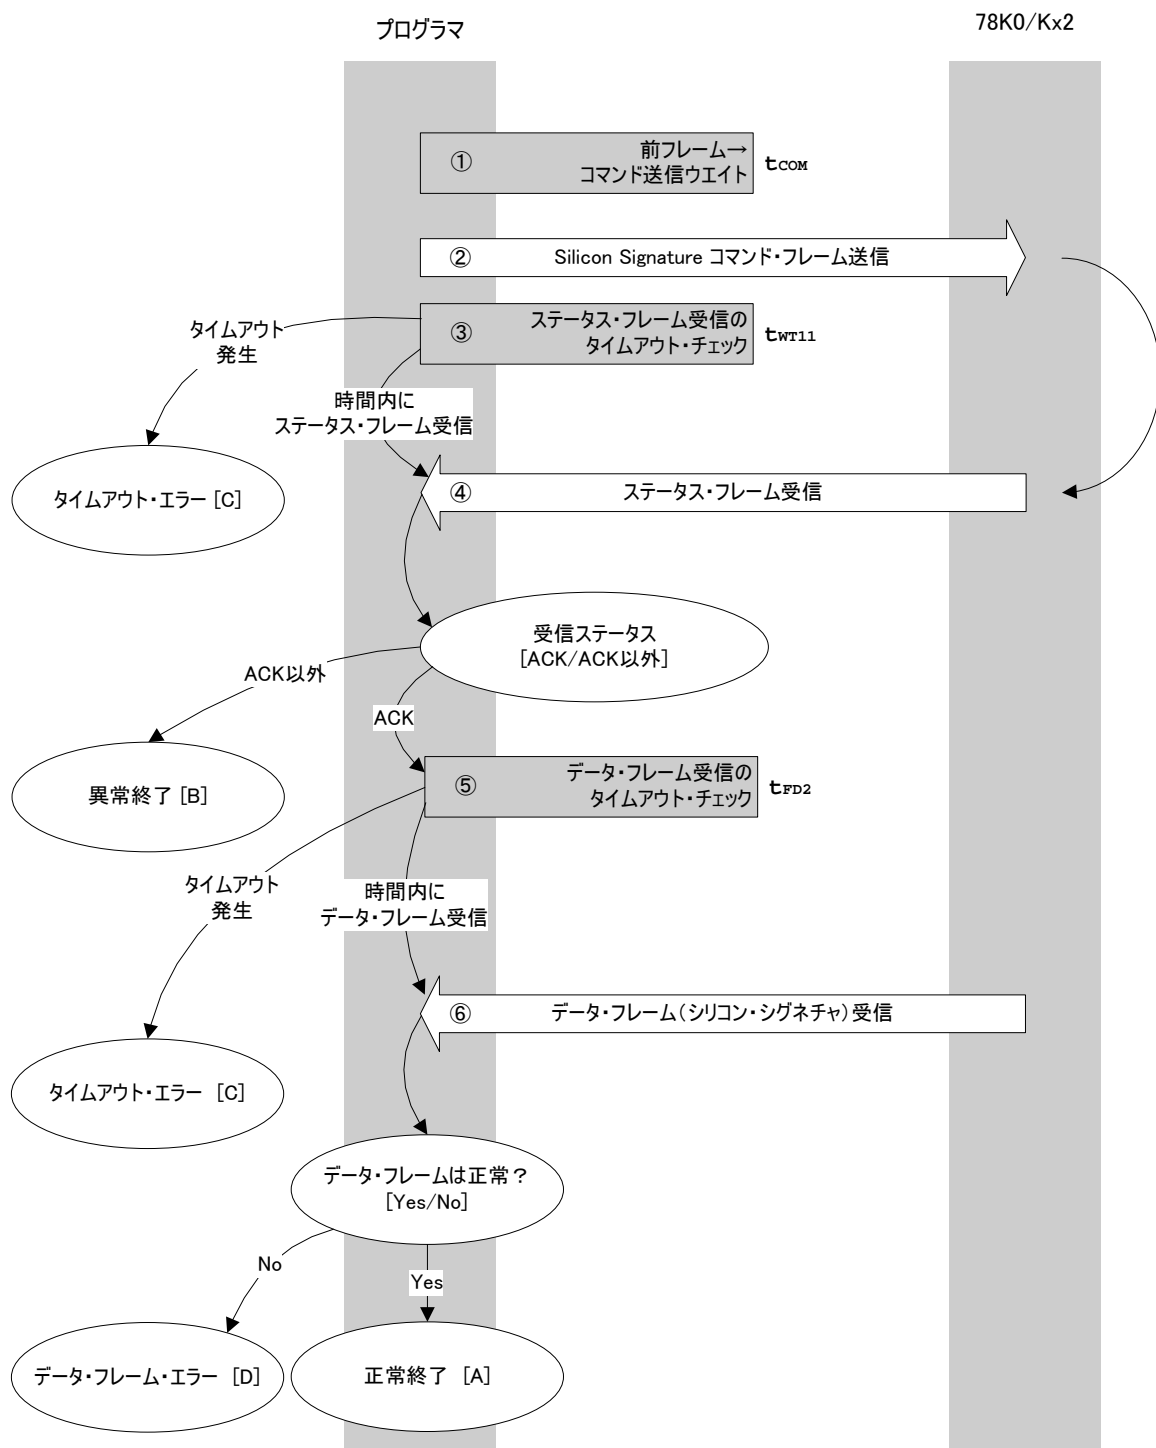 プログラマ
78K0/Kx2
①
前フレーム→
コマンド送信ウエイト
tCOM
②
Silicon Signature コマンド・フレーム送信
③
ステータス・フレーム受信の
タイムアウト・チェック
tWT11
タイムアウト
発生
時間内に
ステータス・フレーム受信
タイムアウト・エラー [C]
④
ステータス・フレーム受信
受信ステータス
[ACK/ACK以外]
ACK以外
ACK
異常終了 [B]
⑤
データ・フレーム受信の
タイムアウト・チェック
tFD2
タイムアウト
発生
時間内に
データ・フレーム受信
⑥
データ・フレーム(シリコン・シグネチャ)受信
タイムアウト・エラー [C]
データ・フレームは正常?
[Yes/No]
No
Yes
データ・フレーム・エラー [D]
正常終了 [A]